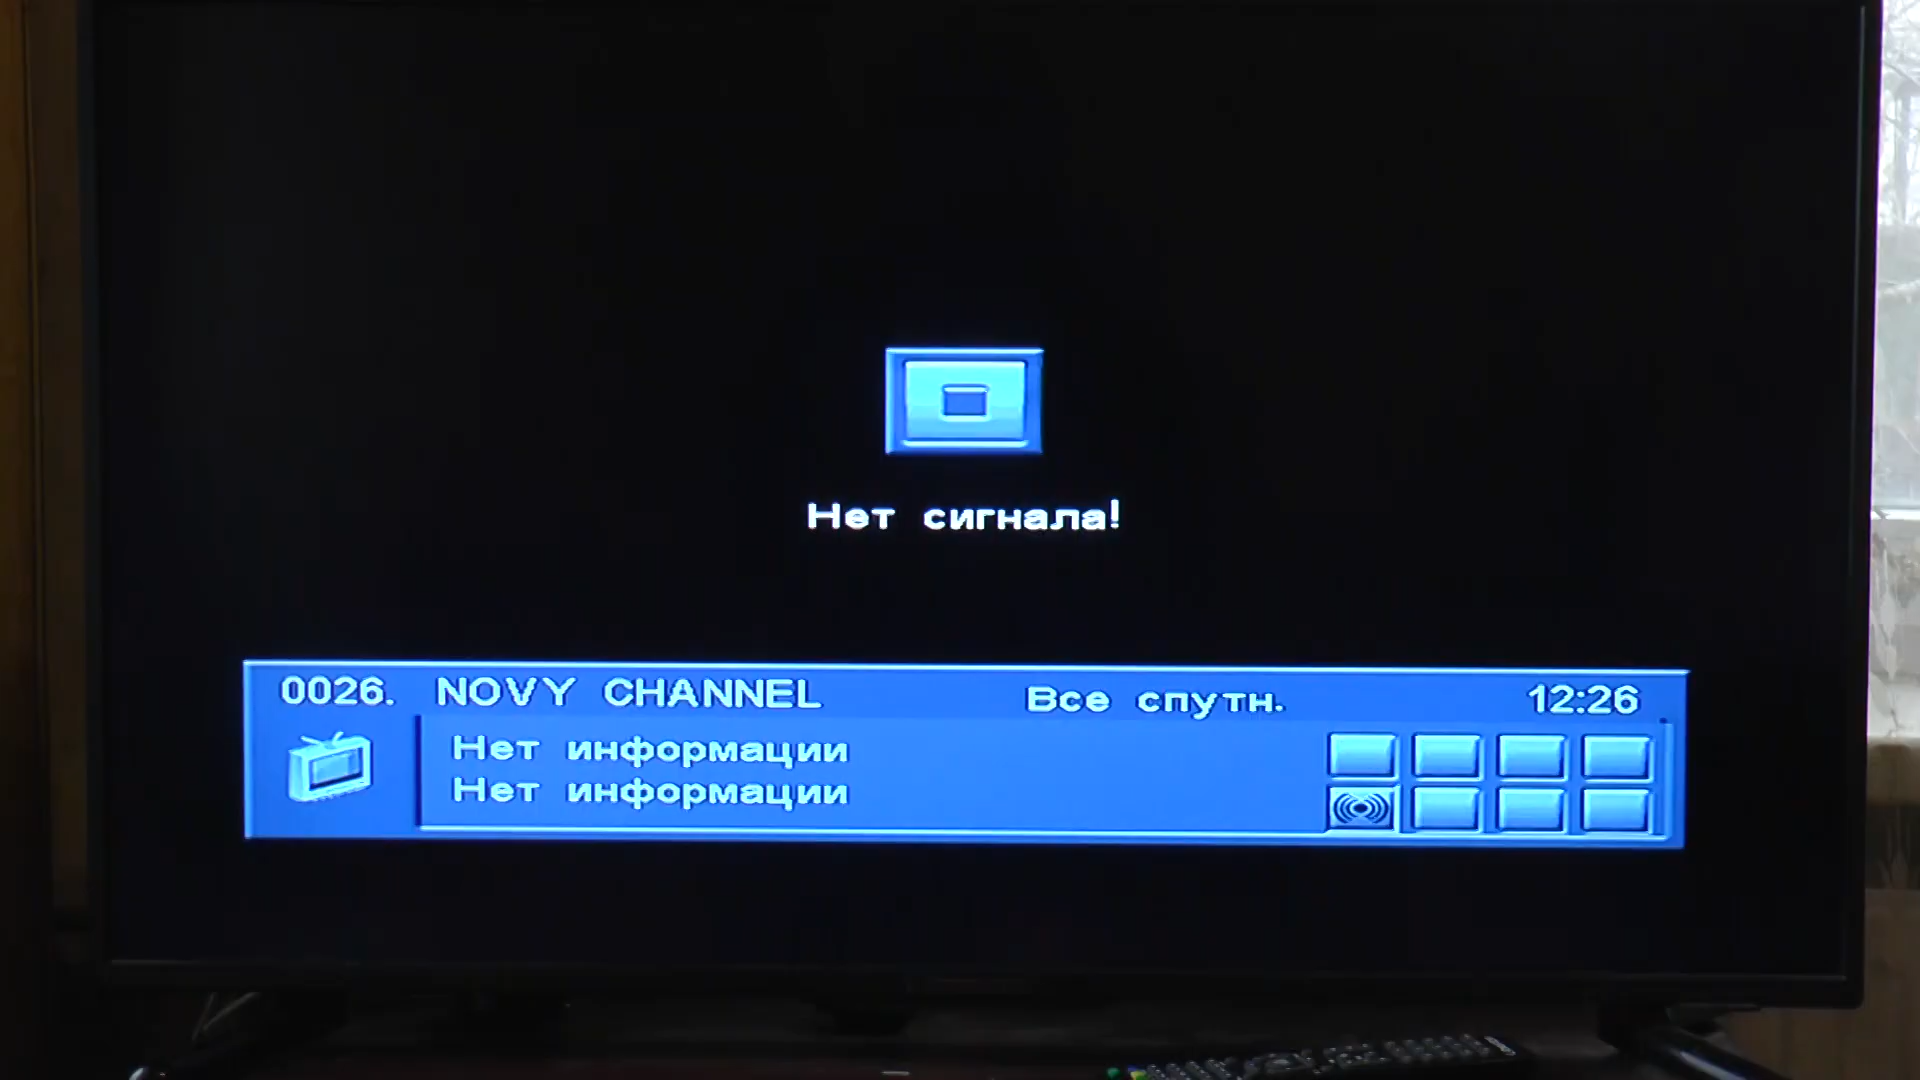 Нет сигнала!
0026. NOVY CHANNEL Все спутн. 12:26
Нет информации
Нет информации